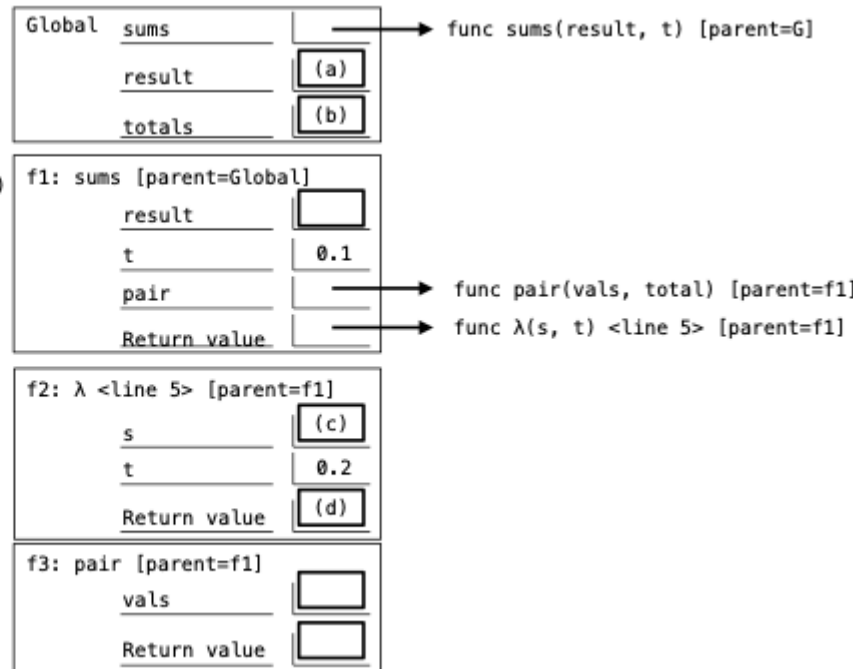 Global sums func sums(result, t) [parent=G]
result (a)
totals (b)
)
f1: sums [parent=Global]
result
t 0.1
pair func pair(vals, total) [parent=f1]
Return value func λ(s, t) <line 5> [parent=f1]
f2: λ <line 5> [parent=f1]
s (c)
t 0.2
Return value (d)
f3: pair [parent=f1]
vals
Return value